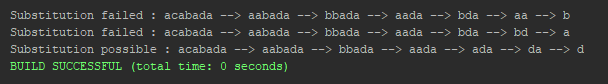 Substitution failed : acabada --> aabada --> bbada --> aada --> bda --> aa --> b
Substitution failed : acabada --> aabada --> bbada --> aada --> bda --> bd --> a
Substitution possible : acabada --> aabada --> bbada --> aada --> ada --> da --> d
BUILD SUCCESSFUL (total time: 0 seconds)